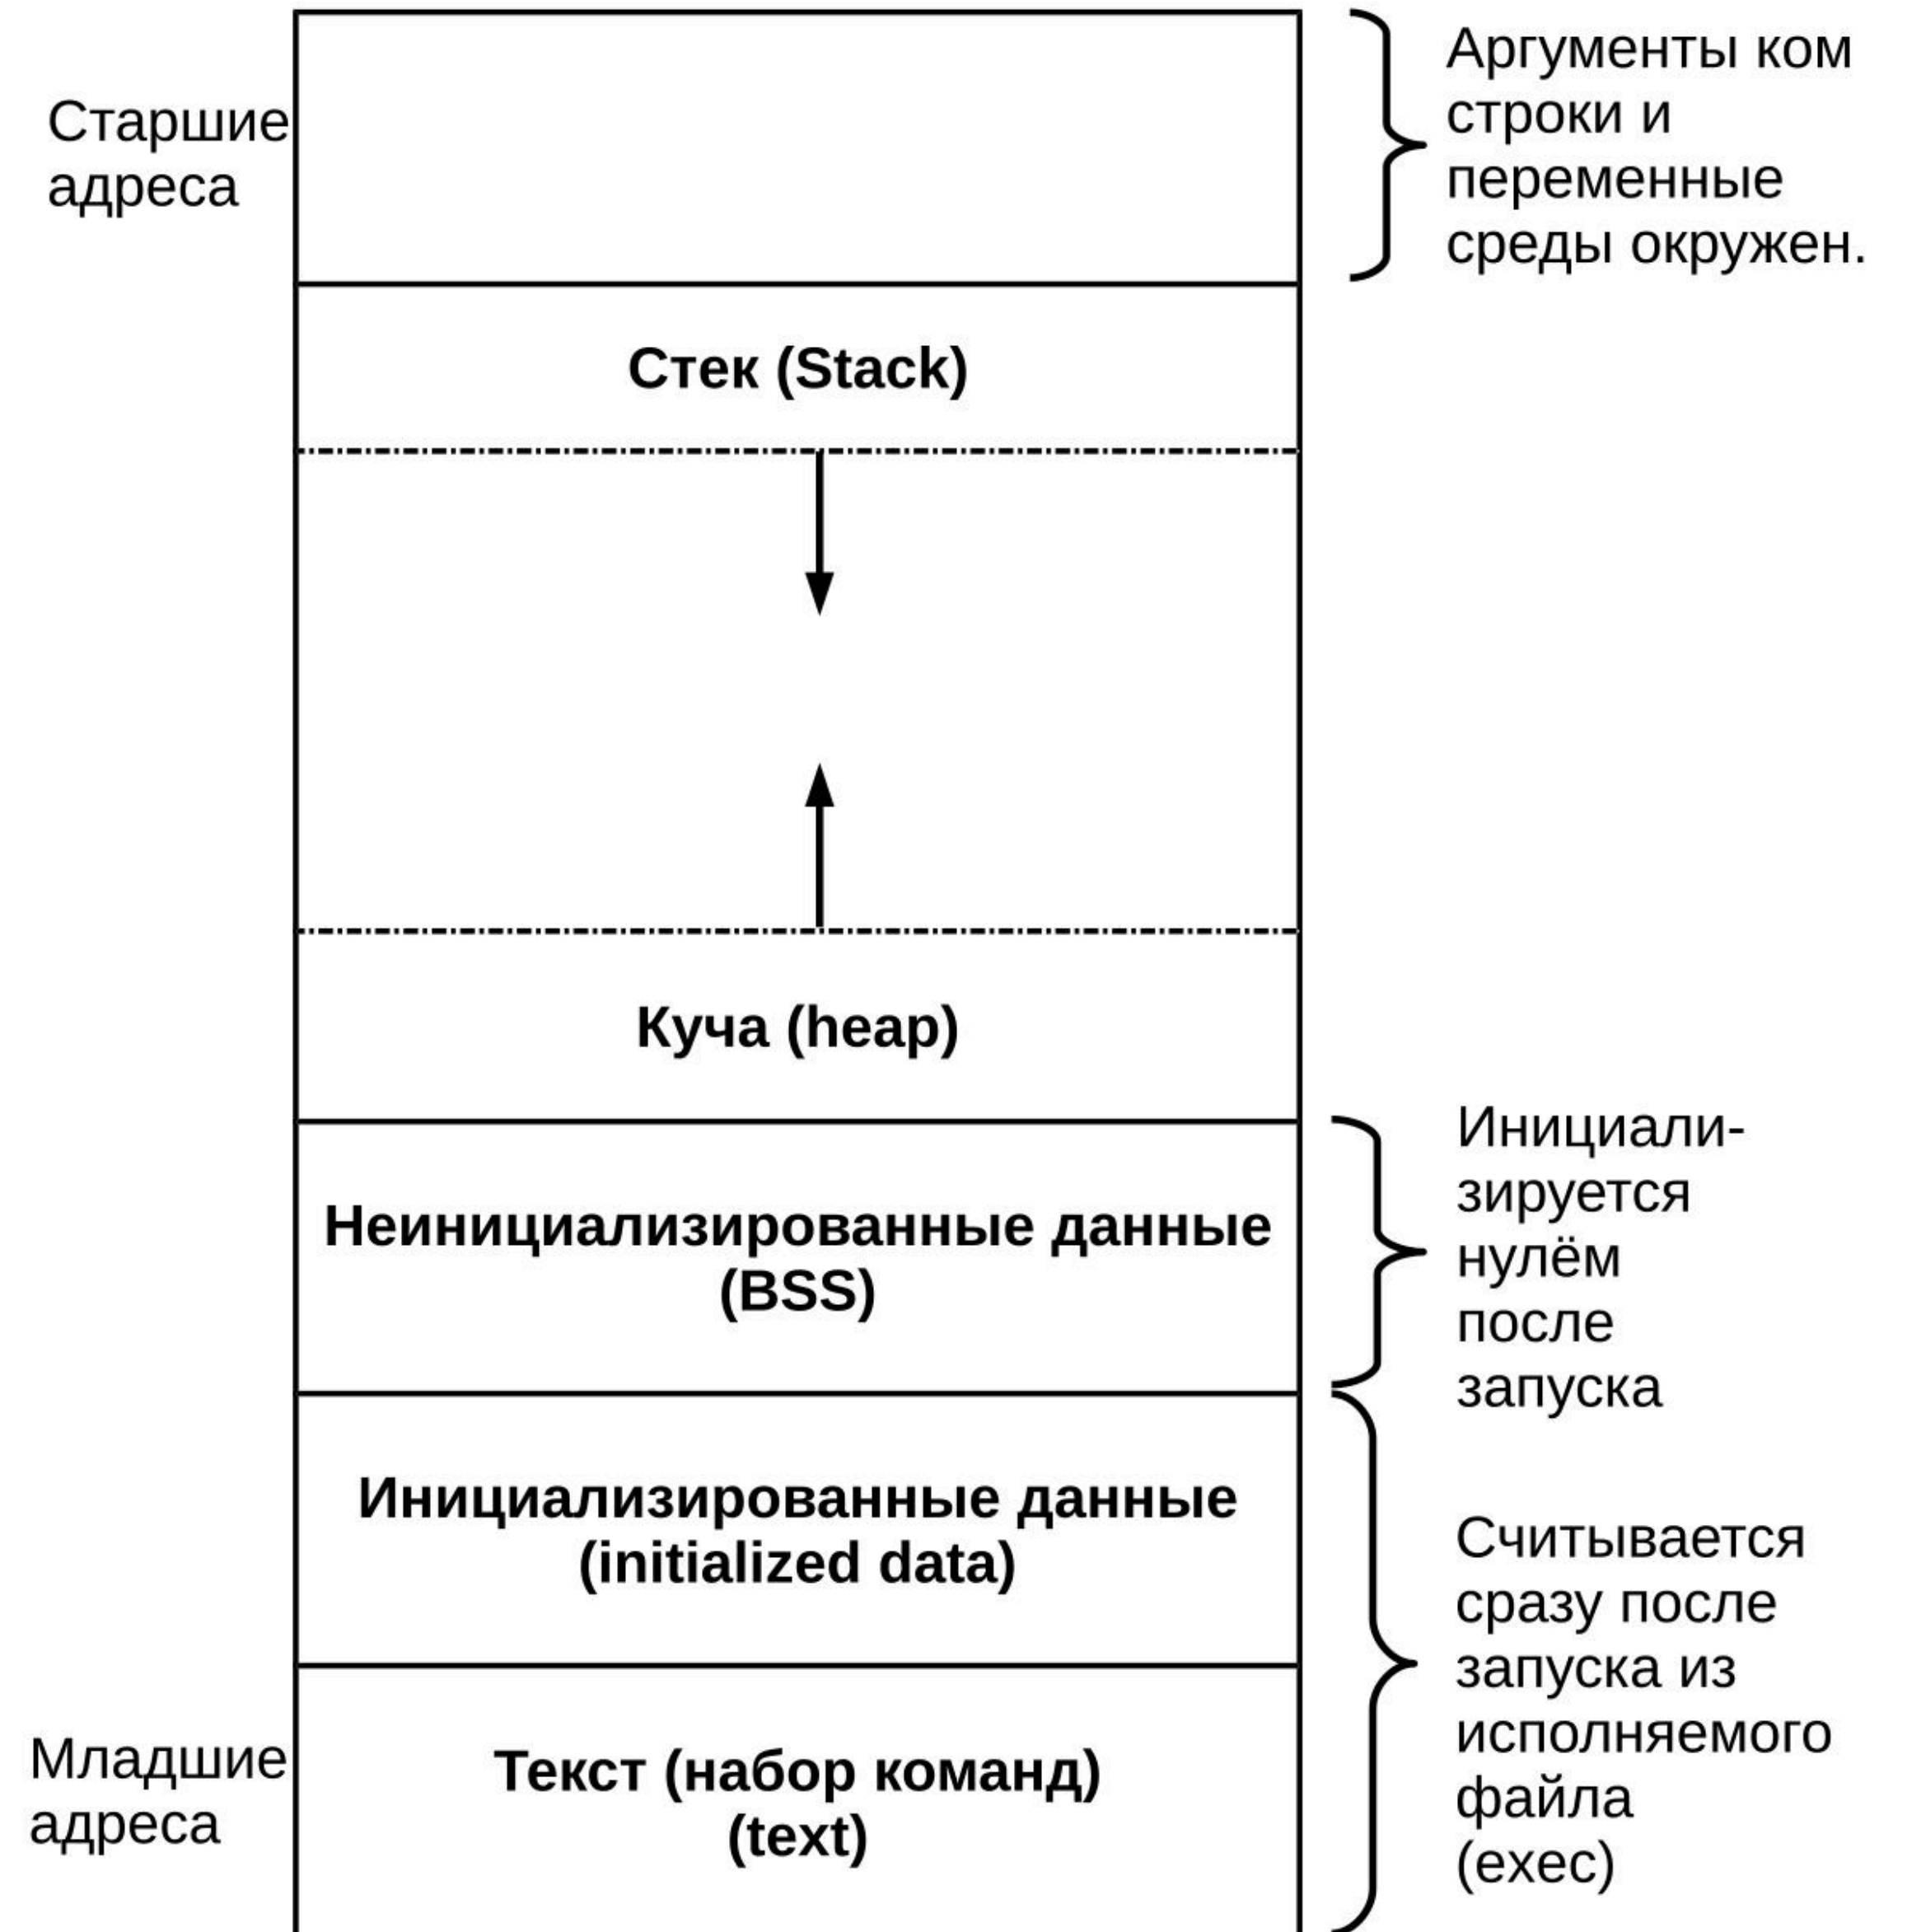 Аргументы ком
строки и
переменные
среды окружен.
Старшие
адреса
Стек (Stack)
Куча (heap)
Неинициализированные данные
(BSS)
Инициали-
зируется
нулём
после
запуска
Инициализированные данные
(initialized data)
Считывается
сразу после
запуска из
исполняемого
файла
(exec)
Младшие
адреса
Текст (набор команд)
(text)